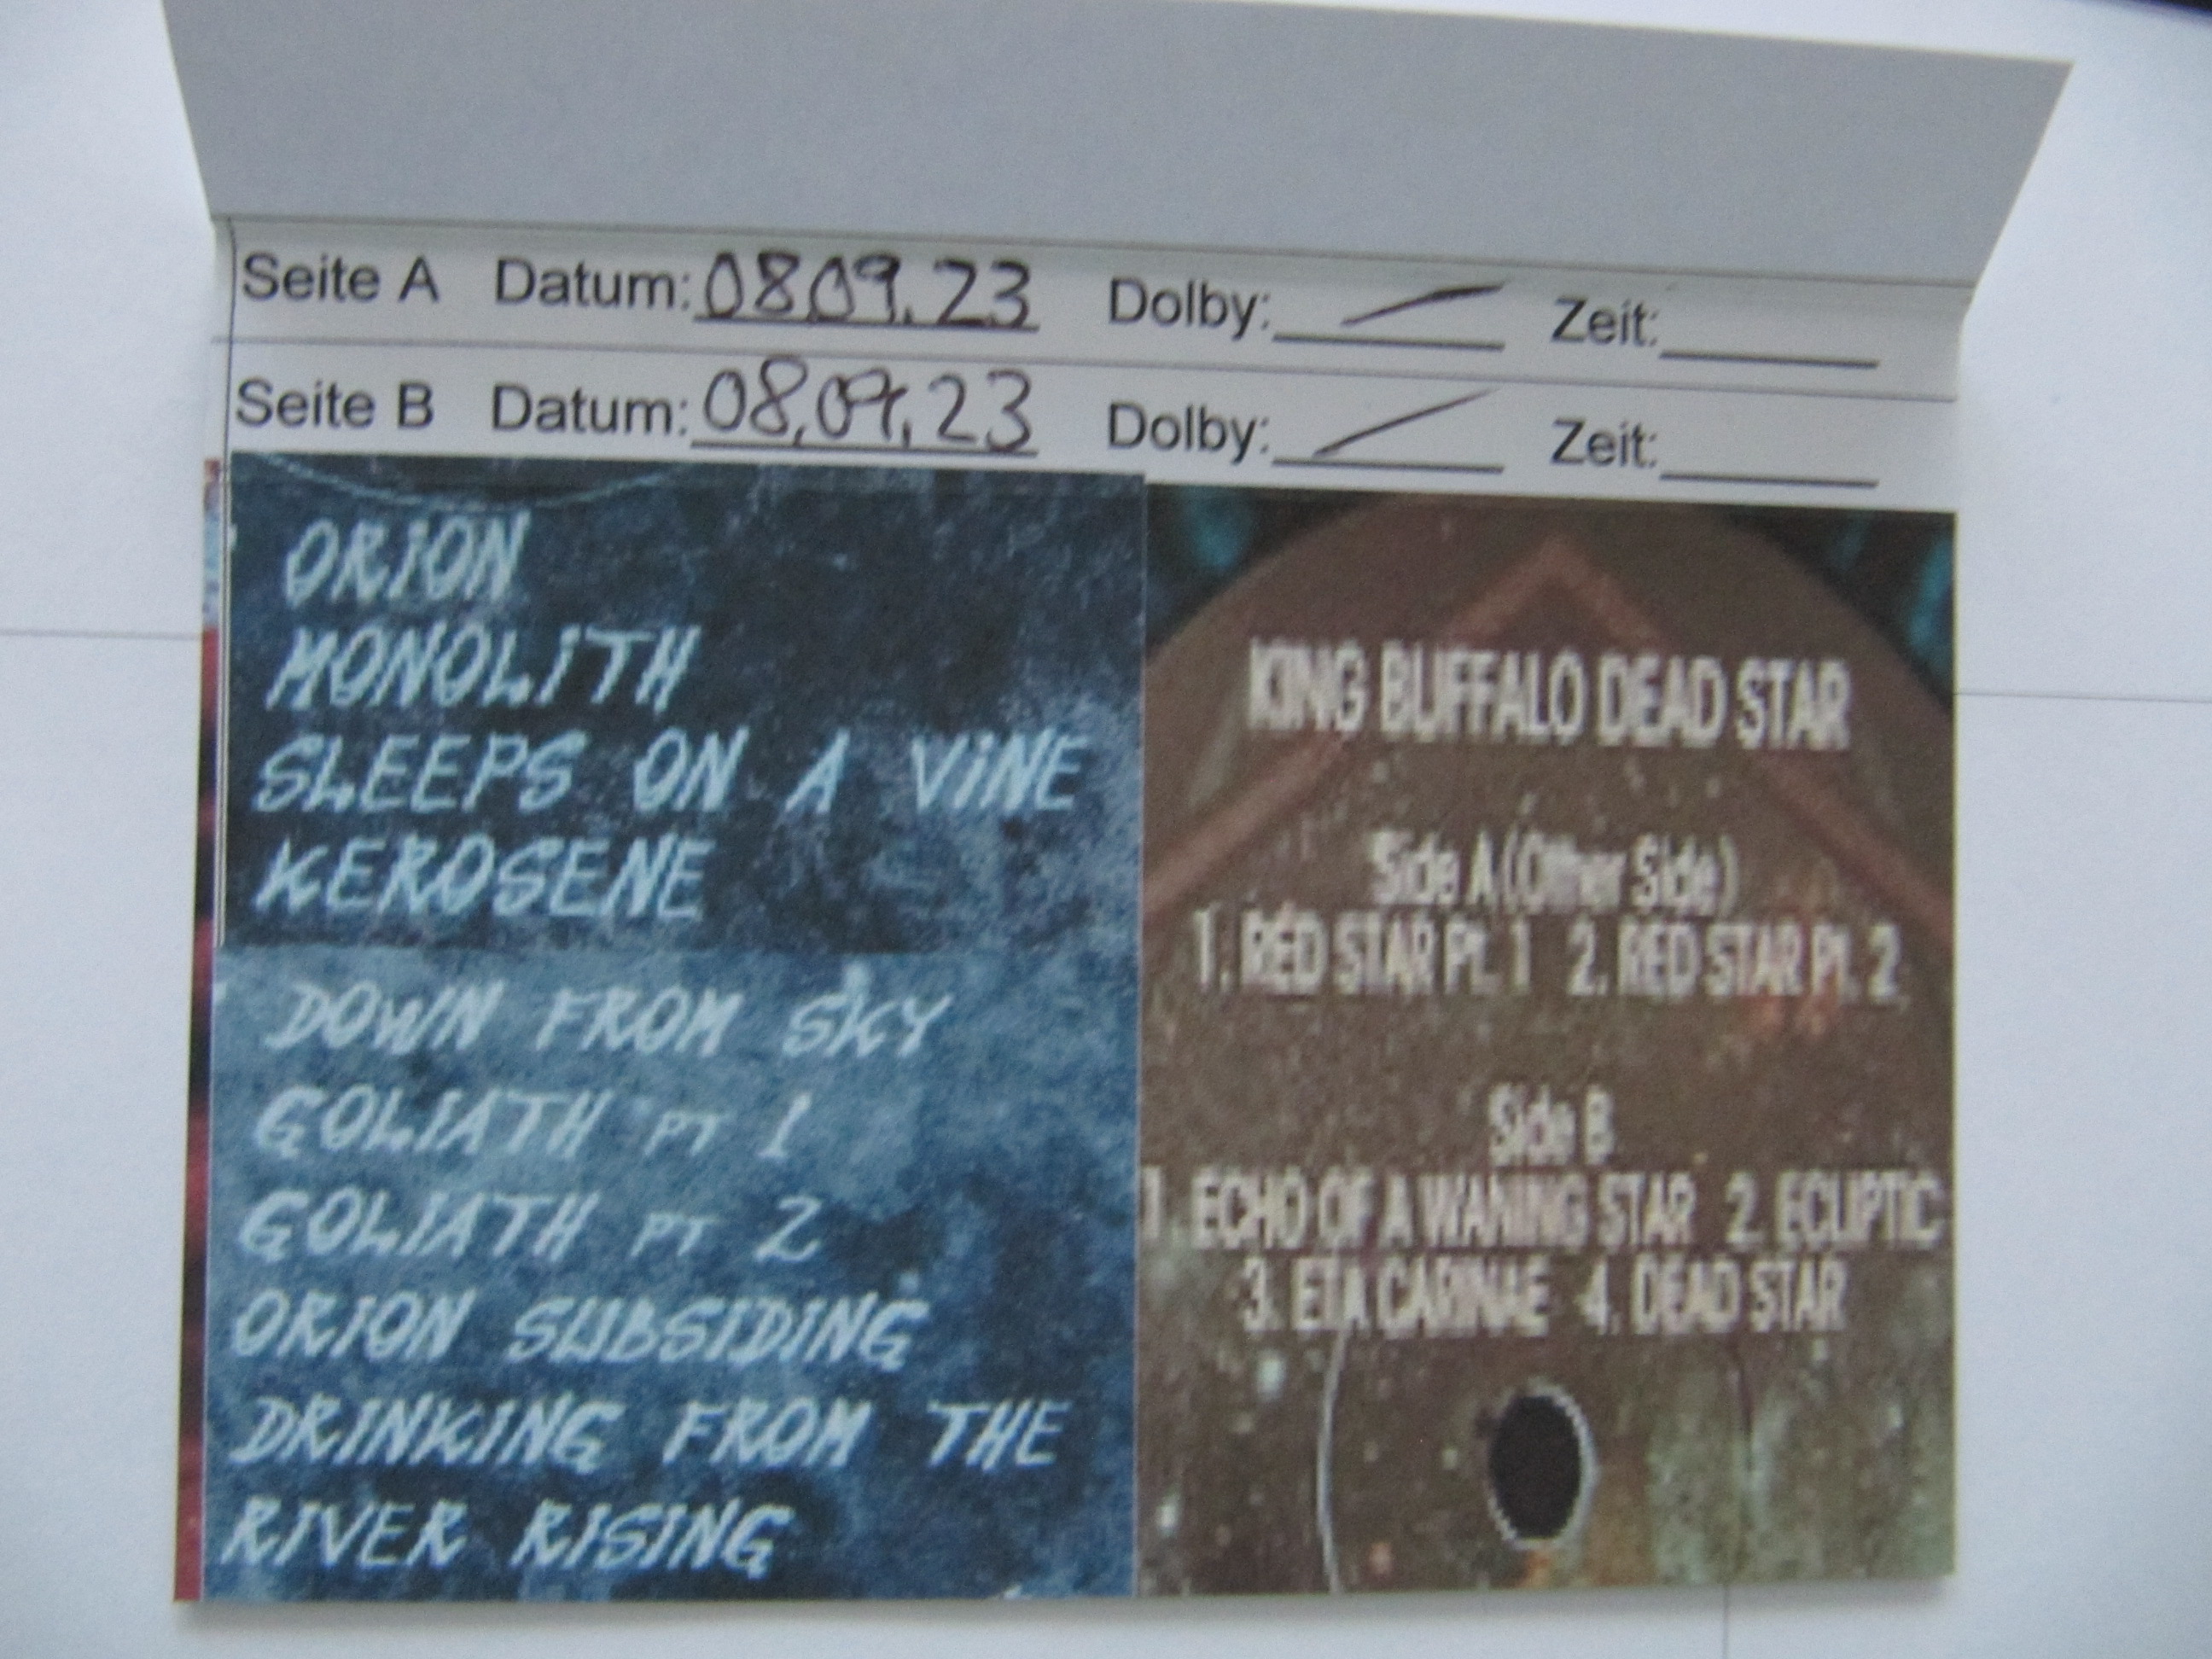 Seite A Datum: 08.09.23 Dolby: Zeit:
Seite B Datum: 08.09.23 Dolby: Zeit:
ORION
MONOLITH
SLEEPS ON A VINE
KEROSENE
DOWN FROM SKY
GOLIATH PT 1
GOLIATH PT 2
ORION SUBSIDING
DRINKING FROM THE
RIVER RISING
KING BUFFALO DEAD STAR
Side A (Other Side)
1. RED STAR Pt. 1 2. RED STAR Pt. 2
Side B
1. ECHO OF A WANING STAR 2. ECLIPTIC
3. ETA CARINAE 4. DEAD STAR